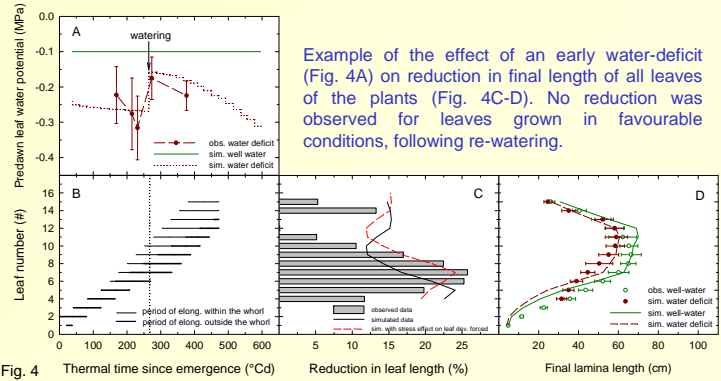 Predawn leaf water potential (MPa)
0.0
-0.1
-0.2
-0.3
-0.4
A
watering
obs. water deficit
sim. well water
sim. water deficit
Example of the effect of an early water-deficit
(Fig. 4A) on reduction in final length of all leaves
of the plants (Fig. 4C-D). No reduction was
observed for leaves grown in favourable
conditions, following re-watering.
Leaf number (#)
16
14
12
10
8
6
4
2
0
B
period of elong. within the whorl
period of elong. outside the whorl
0 100 200 300 400 500 600
Thermal time since emergence (°Cd)
C
observed data
simulated data
sim. with stress effect on leaf dev. forced
0 5 10 15 20 25
Reduction in leaf length (%)
D
obs. well-water
sim. water deficit
sim. well-water
sim. water deficit
20 40 60 80 100
Final lamina length (cm)
Fig. 4